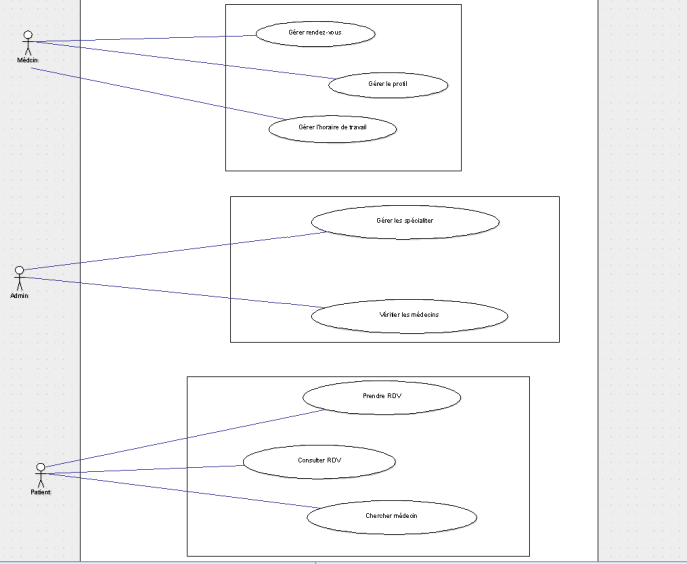 Gérer rendez-vous
Médcin
Gérer le profil
Gérer l'horaire de travail
Gérer les spécialiter
Admin
Vérifier les médecins
Prendre RDV
Consulter RDV
Patient
Chercher médecin